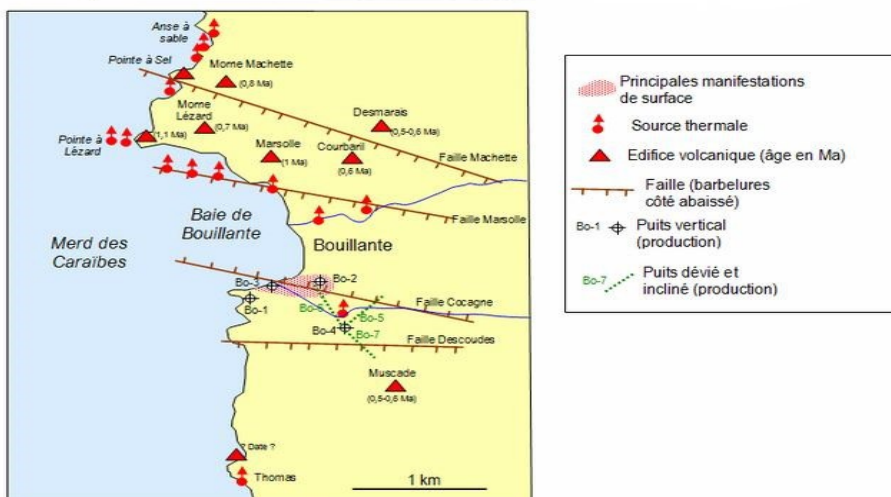 Anse à
sable
Pointe à Sel
Morne Machette
(0,8 Ma)
Morne
Lézard
(0,7 Ma)
Desmarais
(0,5-0,6 Ma)
Pointe à
Lézard
(1,1 Ma)
Marsolle
(1 Ma)
Courbaril
(0,6 Ma)
Faille Machette
Faille Marsolle
Baie de
Bouillante
Merd des
Caraïbes
Bouillante
Bo-3
Bo-2
Bo-1
Bo-6
Bo-5
Bo-4
Bo-7
Faille Cocagne
Faille Descoudes
Muscade
(0,5-0,6 Ma)
? Date ?
Thomas
1 km
Principales manifestations
de surface
Source thermale
Edifice volcanique (âge en Ma)
Faille (barbelures
côté abaissé)
Bo-1
Puits vertical
(production)
Bo-7
Puits dévié et
incliné (production)